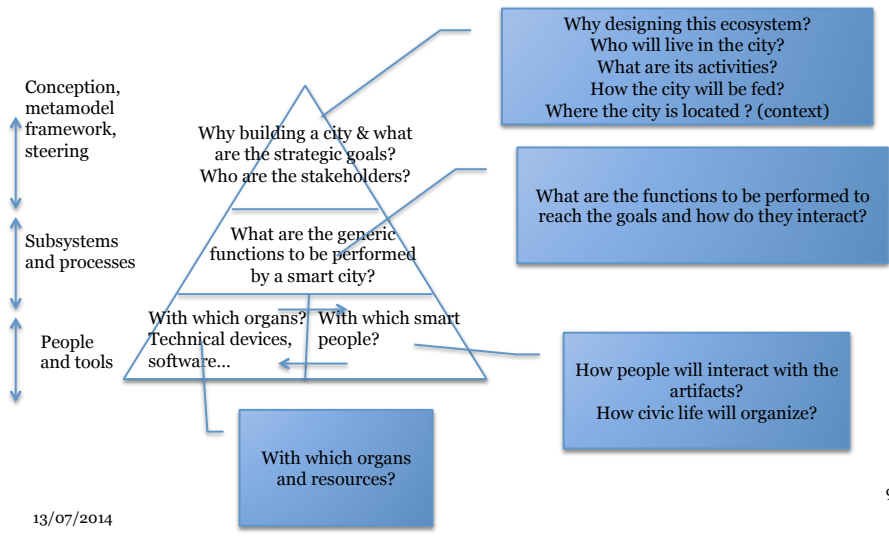 Why designing this ecosystem?
Who will live in the city?
What are its activities?
How the city will be fed?
Where the city is located ? (context)
Conception,
metamodel
framework,
steering
Why building a city & what
are the strategic goals?
Who are the stakeholders?
What are the functions to be performed to
reach the goals and how do they interact?
Subsystems
and processes
What are the generic
functions to be performed
by a smart city?
People
and tools
With which organs?
Technical devices,
software...
With which smart
people?
How people will interact with the
artifacts?
How civic life will organize?
With which organs
and resources?
13/07/2014
9